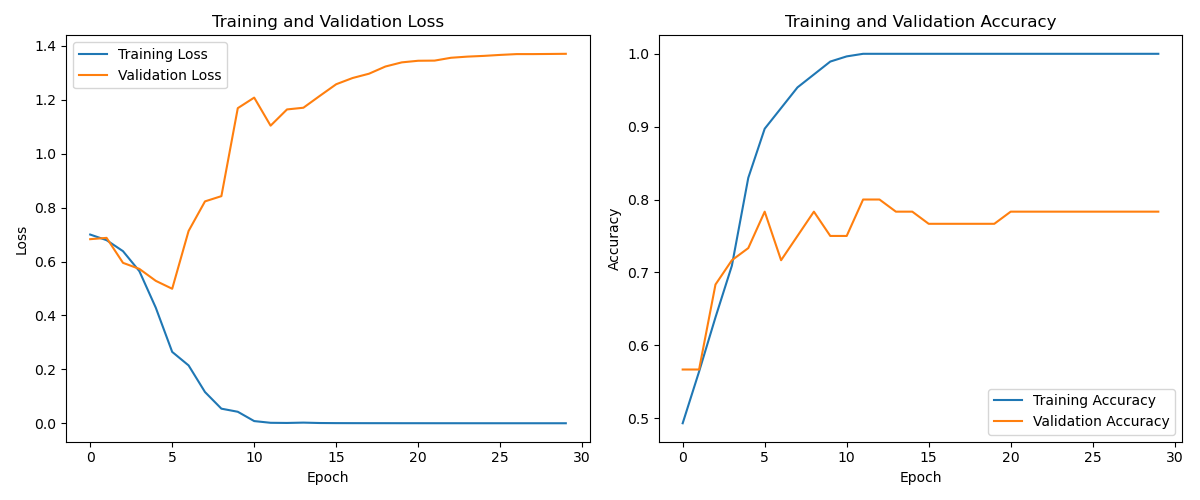 Training and Validation Loss
Training Loss
Validation Loss
Loss
1.4
1.2
1.0
0.8
0.6
0.4
0.2
0.0
0 5 10 15 20 25 30
Epoch
Training and Validation Accuracy
Accuracy
1.0
0.9
0.8
0.7
0.6
0.5
Training Accuracy
Validation Accuracy
0 5 10 15 20 25 30
Epoch